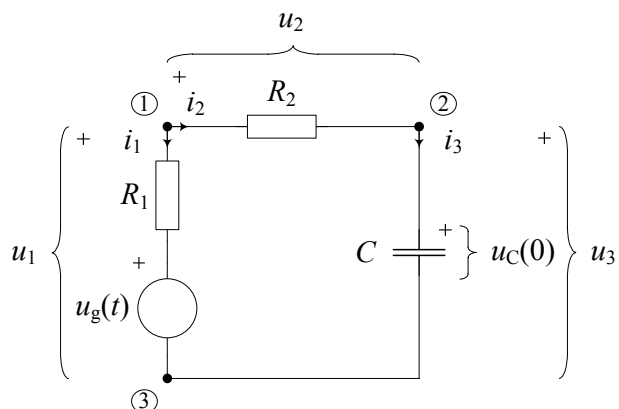 u2
+
1 i2 R2 2
+ i1 i3 +
R1
+
u1 + C uC(0) u3
ug(t)
3